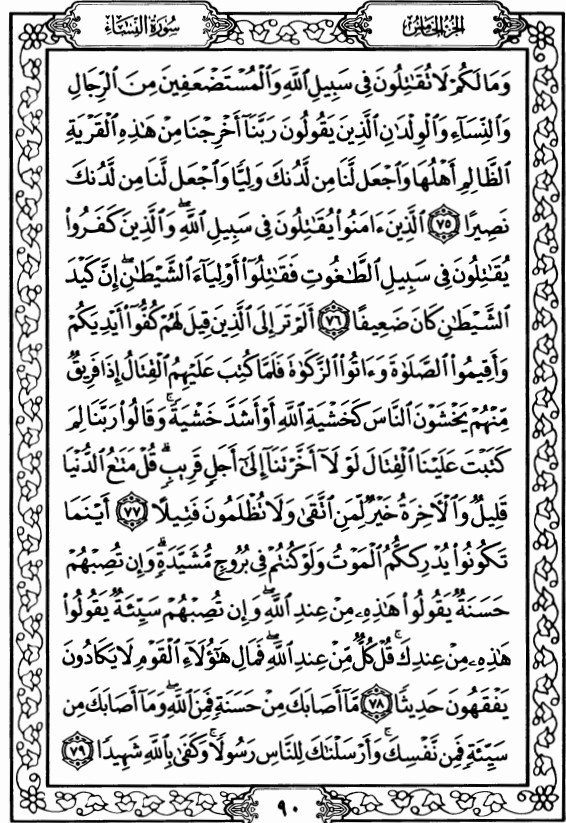 الجزء الخامس
سورة النساء
وَمَا لَكُمْ لَا تُقَٰتِلُونَ فِي سَبِيلِ ٱللَّهِ وَٱلْمُسْتَضْعَفِينَ مِنَ ٱلرِّجَالِ
وَٱلنِّسَآءِ وَٱلْوِلْدَٰنِ ٱلَّذِينَ يَقُولُونَ رَبَّنَآ أَخْرِجْنَا مِنْ هَٰذِهِ ٱلْقَرْيَةِ
ٱلظَّالِمِ أَهْلُهَا وَٱجْعَل لَّنَا مِن لَّدُنكَ وَلِيًّا وَٱجْعَل لَّنَا مِن لَّدُنكَ
نَصِيرًا ٧٥ ٱلَّذِينَ ءَامَنُوا۟ يُقَٰتِلُونَ فِي سَبِيلِ ٱللَّهِۖ وَٱلَّذِينَ كَفَرُوا۟
يُقَٰتِلُونَ فِي سَبِيلِ ٱلطَّٰغُوتِ فَقَٰتِلُوٓا۟ أَوْلِيَآءَ ٱلشَّيْطَٰنِۖ إِنَّ كَيْدَ
ٱلشَّيْطَٰنِ كَانَ ضَعِيفًا ٧٦ أَلَمْ تَرَ إِلَى ٱلَّذِينَ قِيلَ لَهُمْ كُفُّوٓا۟ أَيْدِيَكُمْ
وَأَقِيمُوا۟ ٱلصَّلَوٰةَ وَءَاتُوا۟ ٱلزَّكَوٰةَ فَلَمَّا كُتِبَ عَلَيْهِمُ ٱلْقِتَالُ إِذَا فَرِيقٌ
مِّنْهُمْ يَخْشَوْنَ ٱلنَّاسَ كَخَشْيَةِ ٱللَّهِ أَوْ أَشَدَّ خَشْيَةًۚ وَقَالُوا۟ رَبَّنَا لِمَ
كَتَبْتَ عَلَيْنَا ٱلْقِتَالَ لَوْلَآ أَخَّرْتَنَآ إِلَىٰٓ أَجَلٍ قَرِيبٍۗ قُلْ مَتَٰعُ ٱلدُّنْيَا
قَلِيلٌ وَٱلْءَاخِرَةُ خَيْرٌ لِّمَنِ ٱتَّقَىٰ وَلَا تُظْلَمُونَ فَتِيلًا ٧٧ أَيْنَمَا
تَكُونُوا۟ يُدْرِككُّمُ ٱلْمَوْتُ وَلَوْ كُنتُمْ فِي بُرُوجٍ مُّشَيَّدَةٍۗ وَإِن تُصِبْهُمْ
حَسَنَةٌ يَقُولُوا۟ هَٰذِهِۦ مِنْ عِندِ ٱللَّهِۖ وَإِن تُصِبْهُمْ سَيِّئَةٌ يَقُولُوا۟
هَٰذِهِۦ مِنْ عِندِكَۚ قُلْ كُلٌّ مِّنْ عِندِ ٱللَّهِۖ فَمَالِ هَٰٓؤُلَآءِ ٱلْقَوْمِ لَا يَكَادُونَ
يَفْقَهُونَ حَدِيثًا ٧٨ مَّآ أَصَابَكَ مِنْ حَسَنَةٍ فَمِنَ ٱللَّهِۖ وَمَآ أَصَابَكَ مِن
سَيِّئَةٍ فَمِن نَّفْسِكَۚ وَأَرْسَلْنَٰكَ لِلنَّاسِ رَسُولًاۚ وَكَفَىٰ بِٱللَّهِ شَهِيدًا ٧٩
٩٠